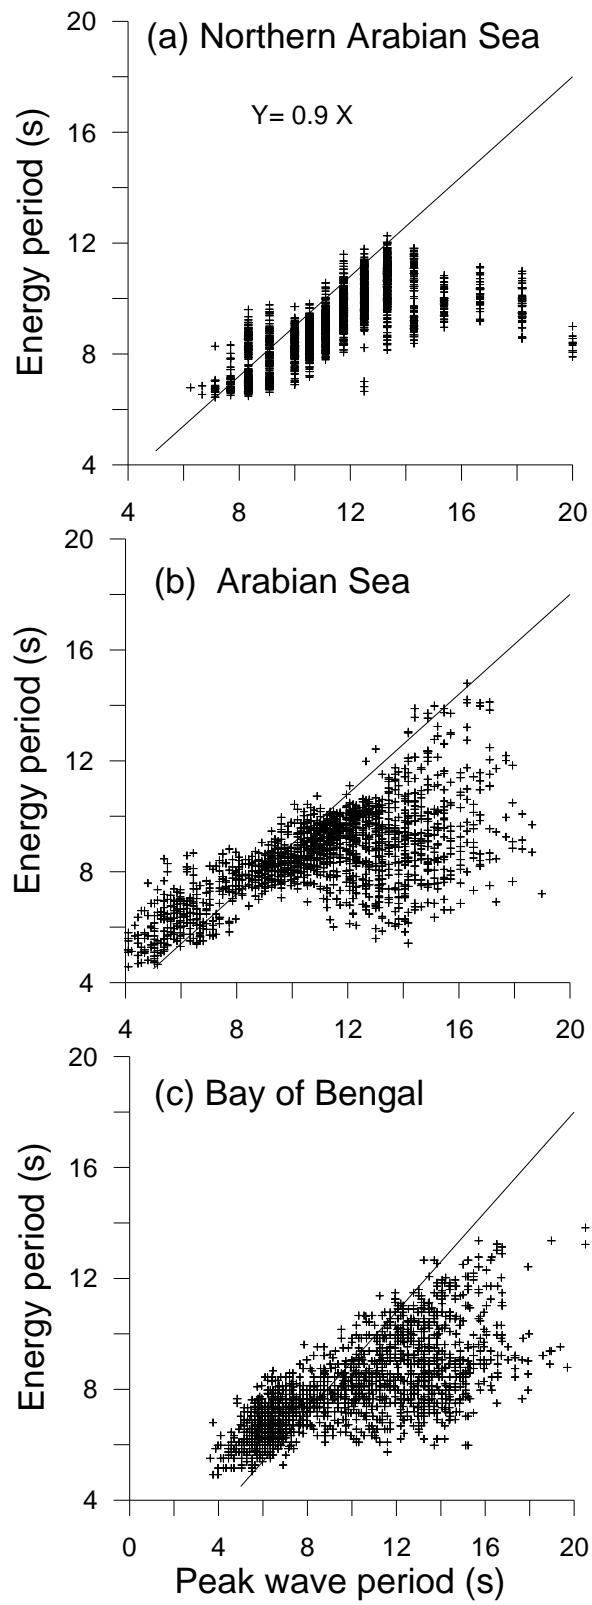 20
(a) Northern Arabian Sea
Y= 0.9 X
16
12
8
4
Energy period (s)
4 8 12 16 20
20
(b) Arabian Sea
16
12
8
4
Energy period (s)
4 8 12 16 20
20
(c) Bay of Bengal
16
12
8
4
Energy period (s)
0 4 8 12 16 20
Peak wave period (s)